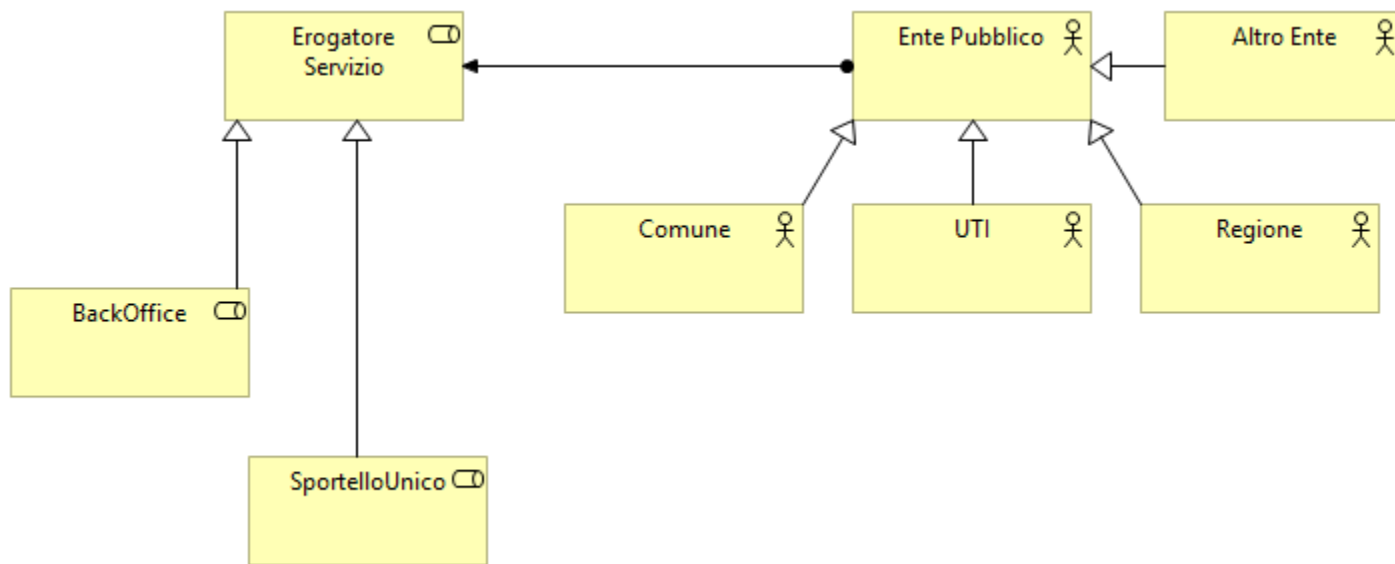 Erogatore
Servizio
Ente Pubblico
Altro Ente
Comune
UTI
Regione
BackOffice
SportelloUnico